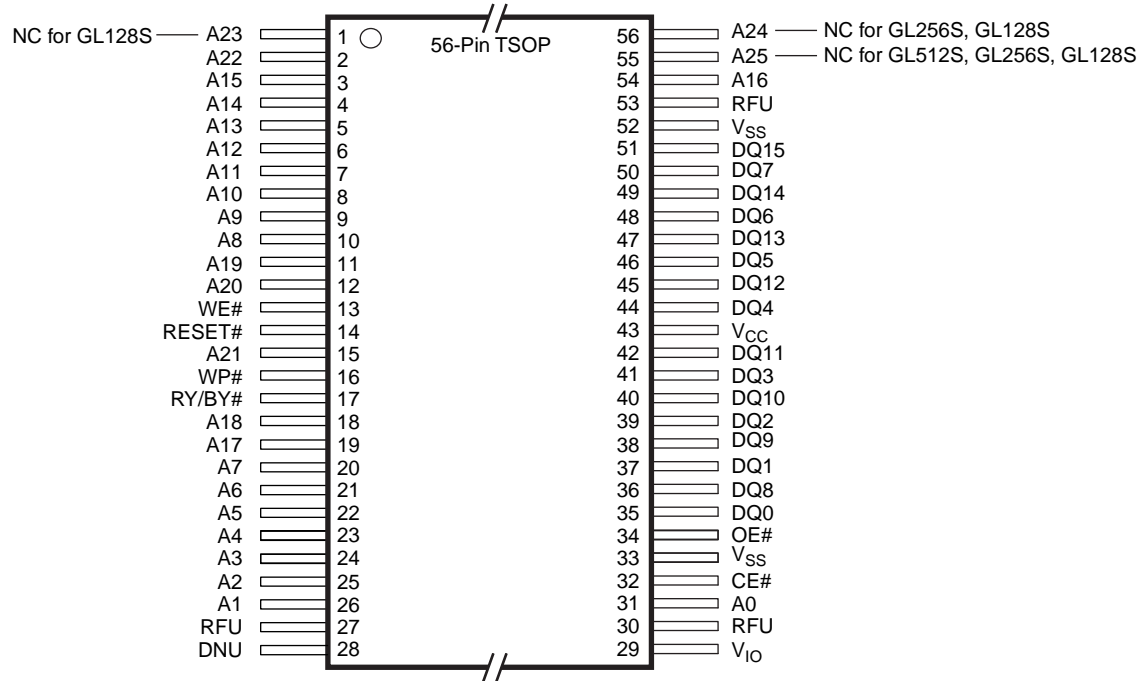 NC for GL128S A23 1 56-Pin TSOP 56 A24 NC for GL256S, GL128S
A22 2 55 A25 NC for GL512S, GL256S, GL128S
A15 3 54 A16
A14 4 53 RFU
A13 5 52 VSS
A12 6 51 DQ15
A11 7 50 DQ7
A10 8 49 DQ14
A9 9 48 DQ6
A8 10 47 DQ13
A19 11 46 DQ5
A20 12 45 DQ12
WE# 13 44 DQ4
RESET# 14 43 VCC
A21 15 42 DQ11
WP# 16 41 DQ3
RY/BY# 17 40 DQ10
A18 18 39 DQ2
A17 19 38 DQ9
A7 20 37 DQ1
A6 21 36 DQ8
A5 22 35 DQ0
A4 23 34 OE#
A3 24 33 VSS
A2 25 32 CE#
A1 26 31 A0
RFU 27 30 RFU
DNU 28 29 VIO